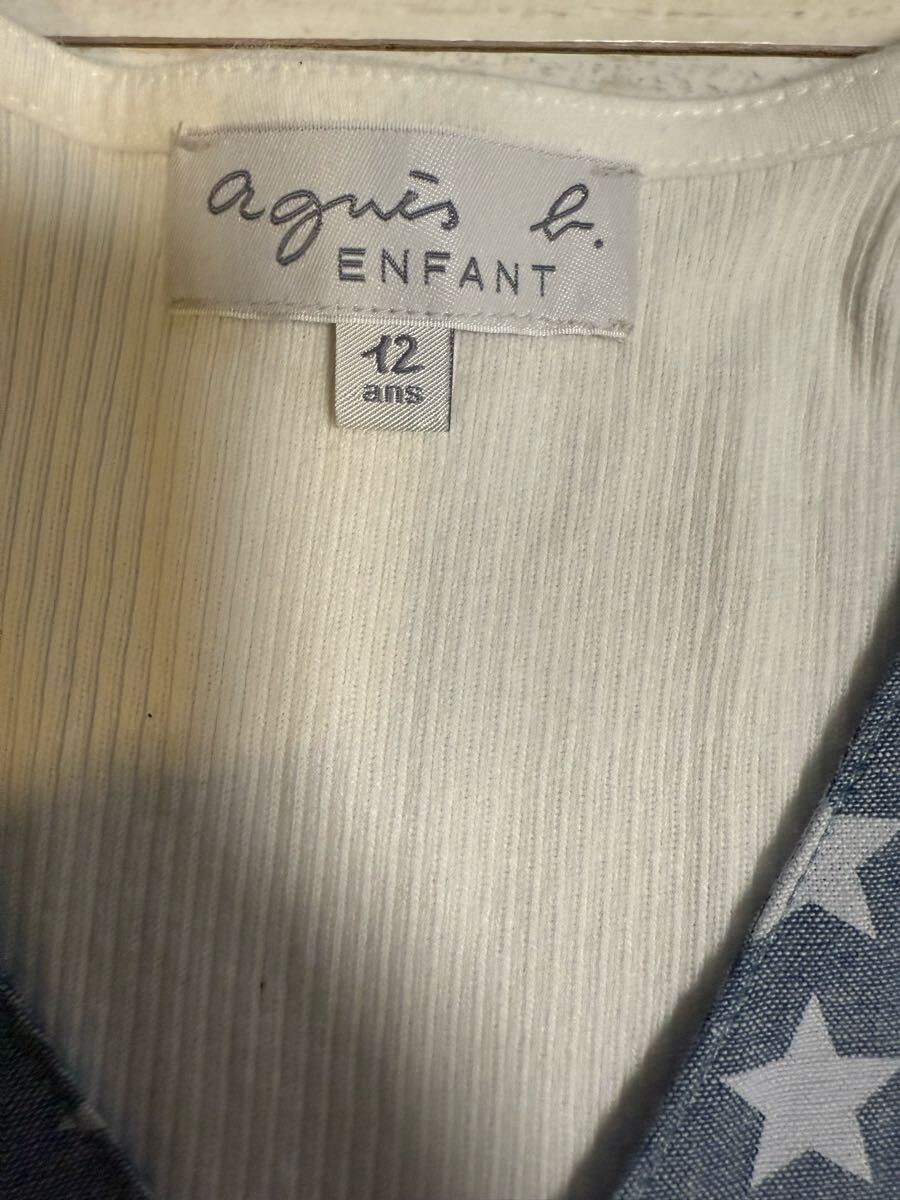 agnès b.
ENFANT
12
ans